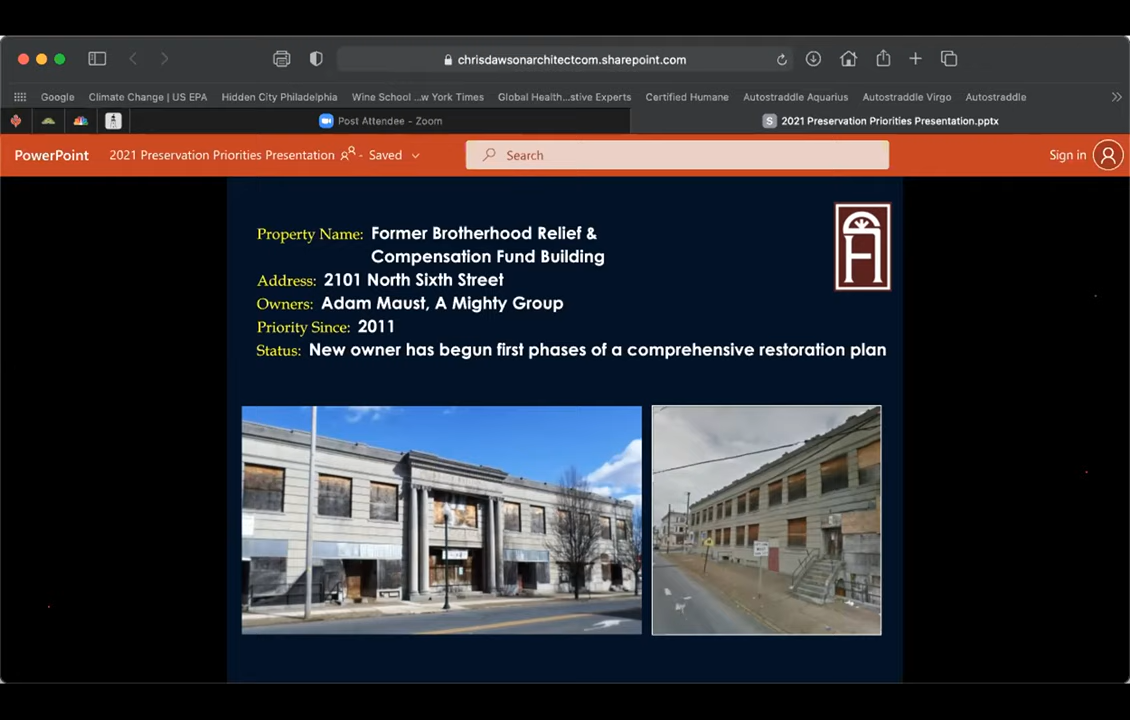 chrisdawsonarchitectcom.sharepoint.com
Google Climate Change | US EPA Hidden City Philadelphia Wine School ...w York Times Global Health...stive Experts Certified Humane Autostraddle Aquarius Autostraddle Virgo Autostraddle
Post Attendee - Zoom
S 2021 Preservation Priorities Presentation.pptx
PowerPoint 2021 Preservation Priorities Presentation - Saved Search Sign in
Property Name: Former Brotherhood Relief &
Compensation Fund Building
Address: 2101 North Sixth Street
Owners: Adam Maust, A Mighty Group
Priority Since: 2011
Status: New owner has begun first phases of a comprehensive restoration plan